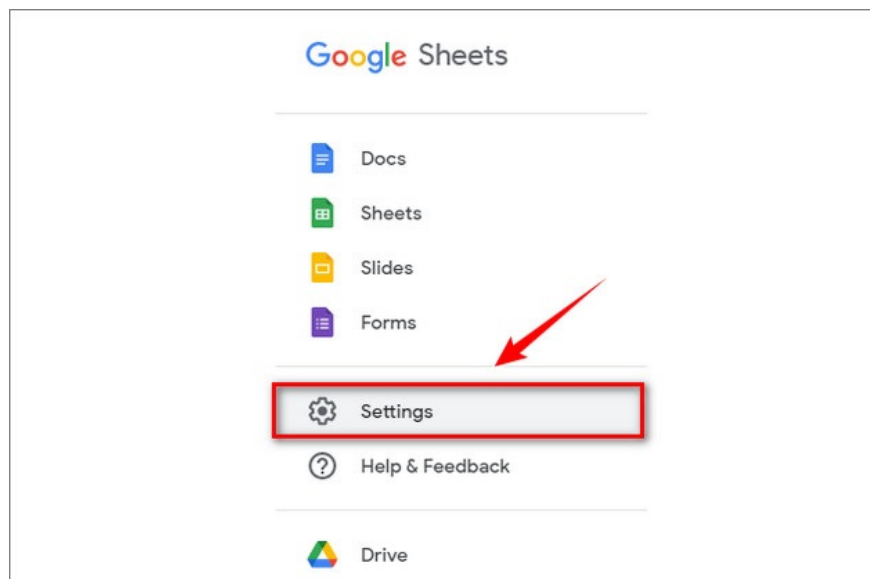 Google Sheets
Docs
Sheets
Slides
Forms
Settings
Help & Feedback
Drive